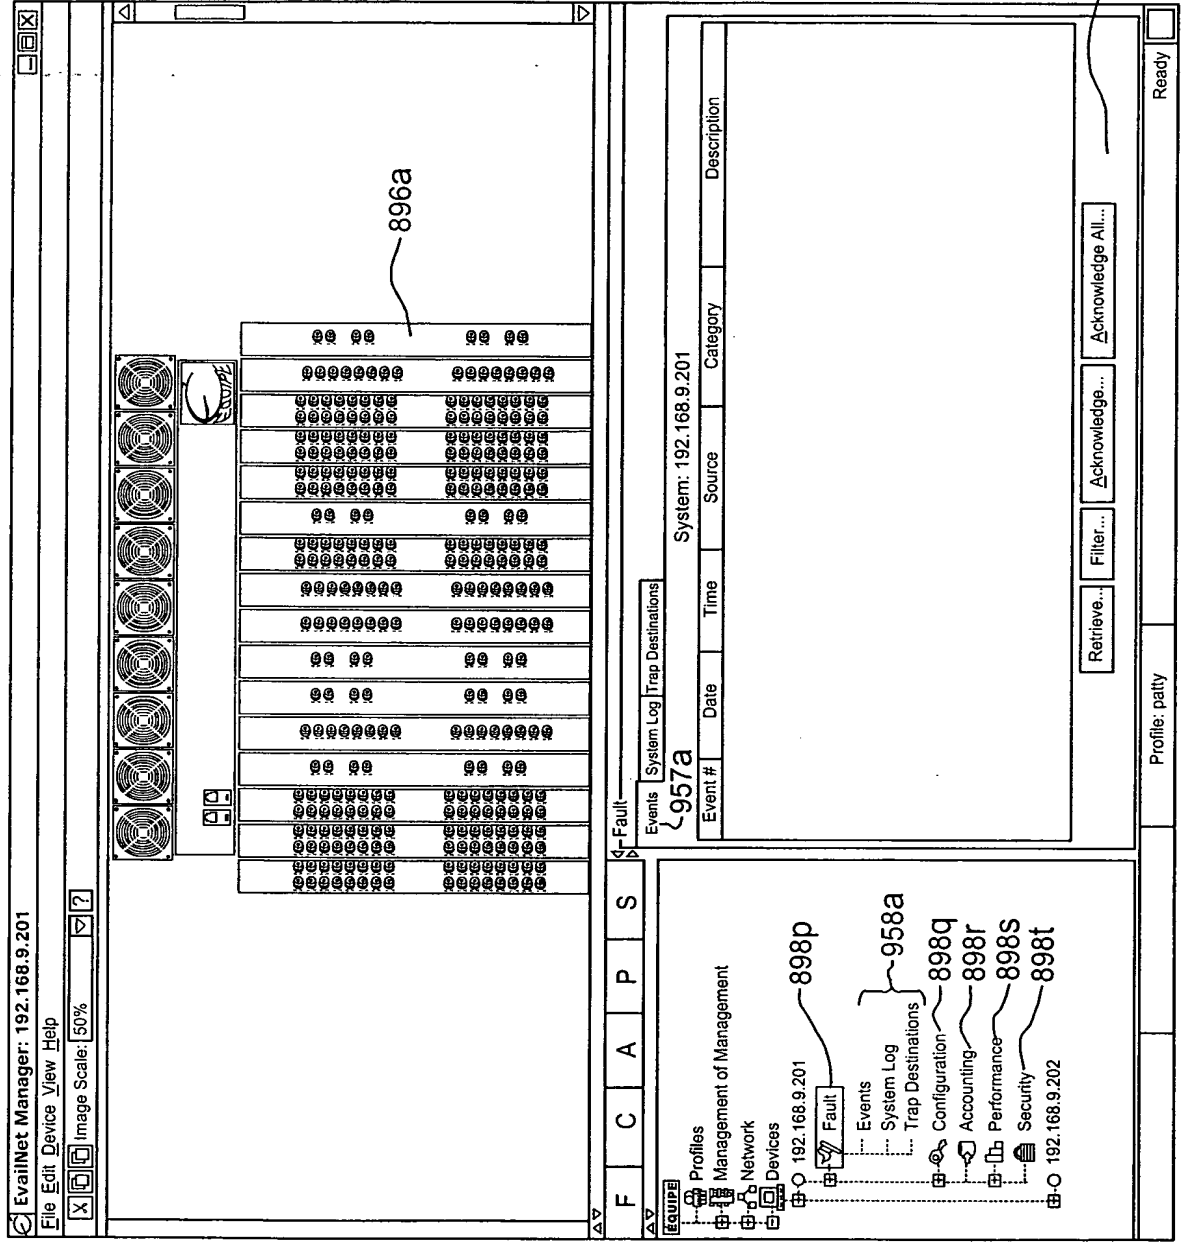 EvailNet Manager: 192.168.9.201
File Edit Device View Help
X Image Scale: 50% ?
896a
F C A P S
EQUIPE
Profiles
Management of Management
Network
Devices
192.168.9.201
Fault
898p
Events
System Log
Trap Destinations
958a
Configuration
898q
Accounting
898r
Performance
898s
Security
898t
192.168.9.202
Fault
Events System Log Trap Destinations
957a
System: 192.168.9.201
Event # Date Time Source Category Description
Retrieve... Filter... Acknowledge... Acknowledge All...
Profile: patty
Ready